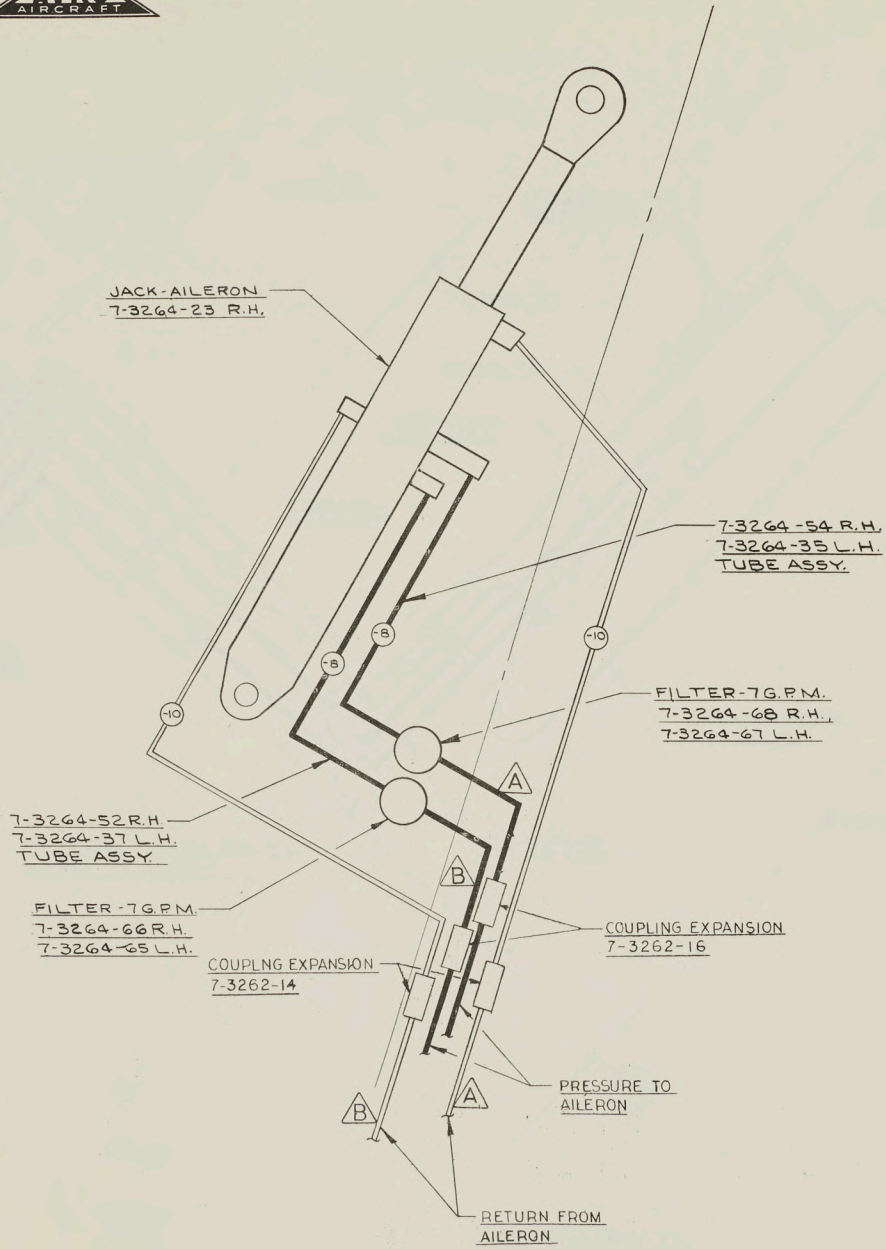 AIRCRAFT
JACK-AILERON
7-3264-23 R.H.
7-3264-54 R.H.
7-3264-35 L.H.
TUBE ASSY.
-8
-8
-10
-10
FILTER-7 G.P.M.
7-3264-68 R.H.,
7-3264-67 L.H.
A
7-3264-52 R.H.
7-3264-37 L.H.
TUBE ASSY.
B
FILTER-7 G.P.M.
7-3264-66 R.H.
7-3264-65 L.H.
COUPLING EXPANSION
7-3262-16
COUPLNG EXPANSION
7-3262-14
PRESSURE TO
AILERON
A
B
RETURN FROM
AILERON